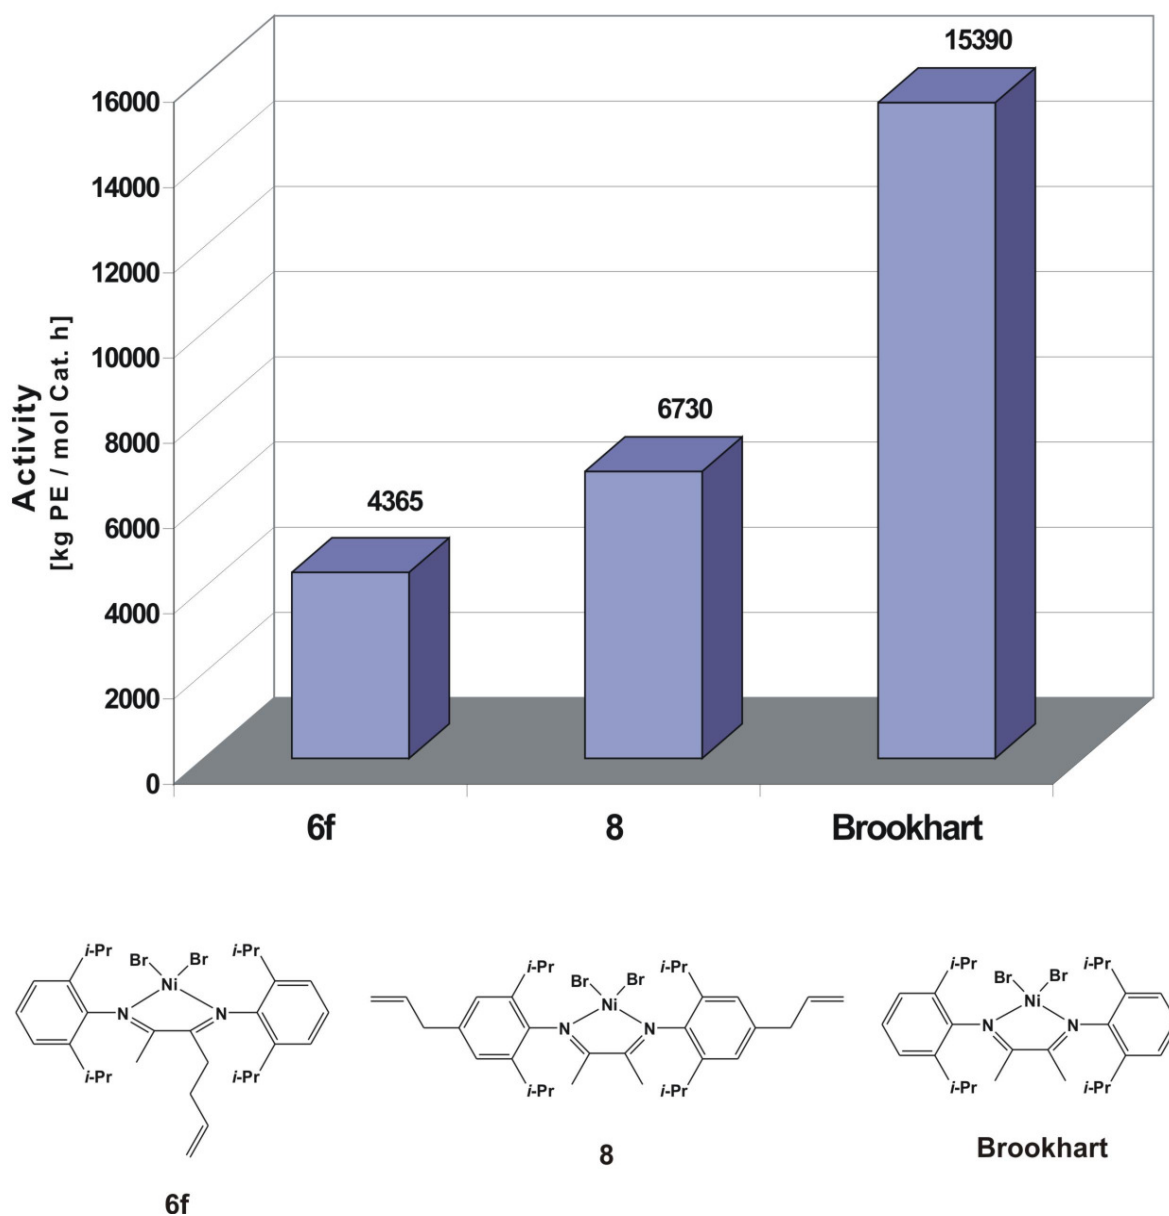 15390
16000
14000
12000
10000
8000
6000
4000
2000
0
6730
4365
Activity
[kg PE / mol Cat. h]
6f
8
Brookhart
i-Pr
i-Pr
Br
Br
Ni
N
N
i-Pr
i-Pr
6f
i-Pr
i-Pr
Br
Br
Ni
N
N
i-Pr
i-Pr
8
i-Pr
i-Pr
Br
Br
Ni
N
N
i-Pr
i-Pr
Brookhart